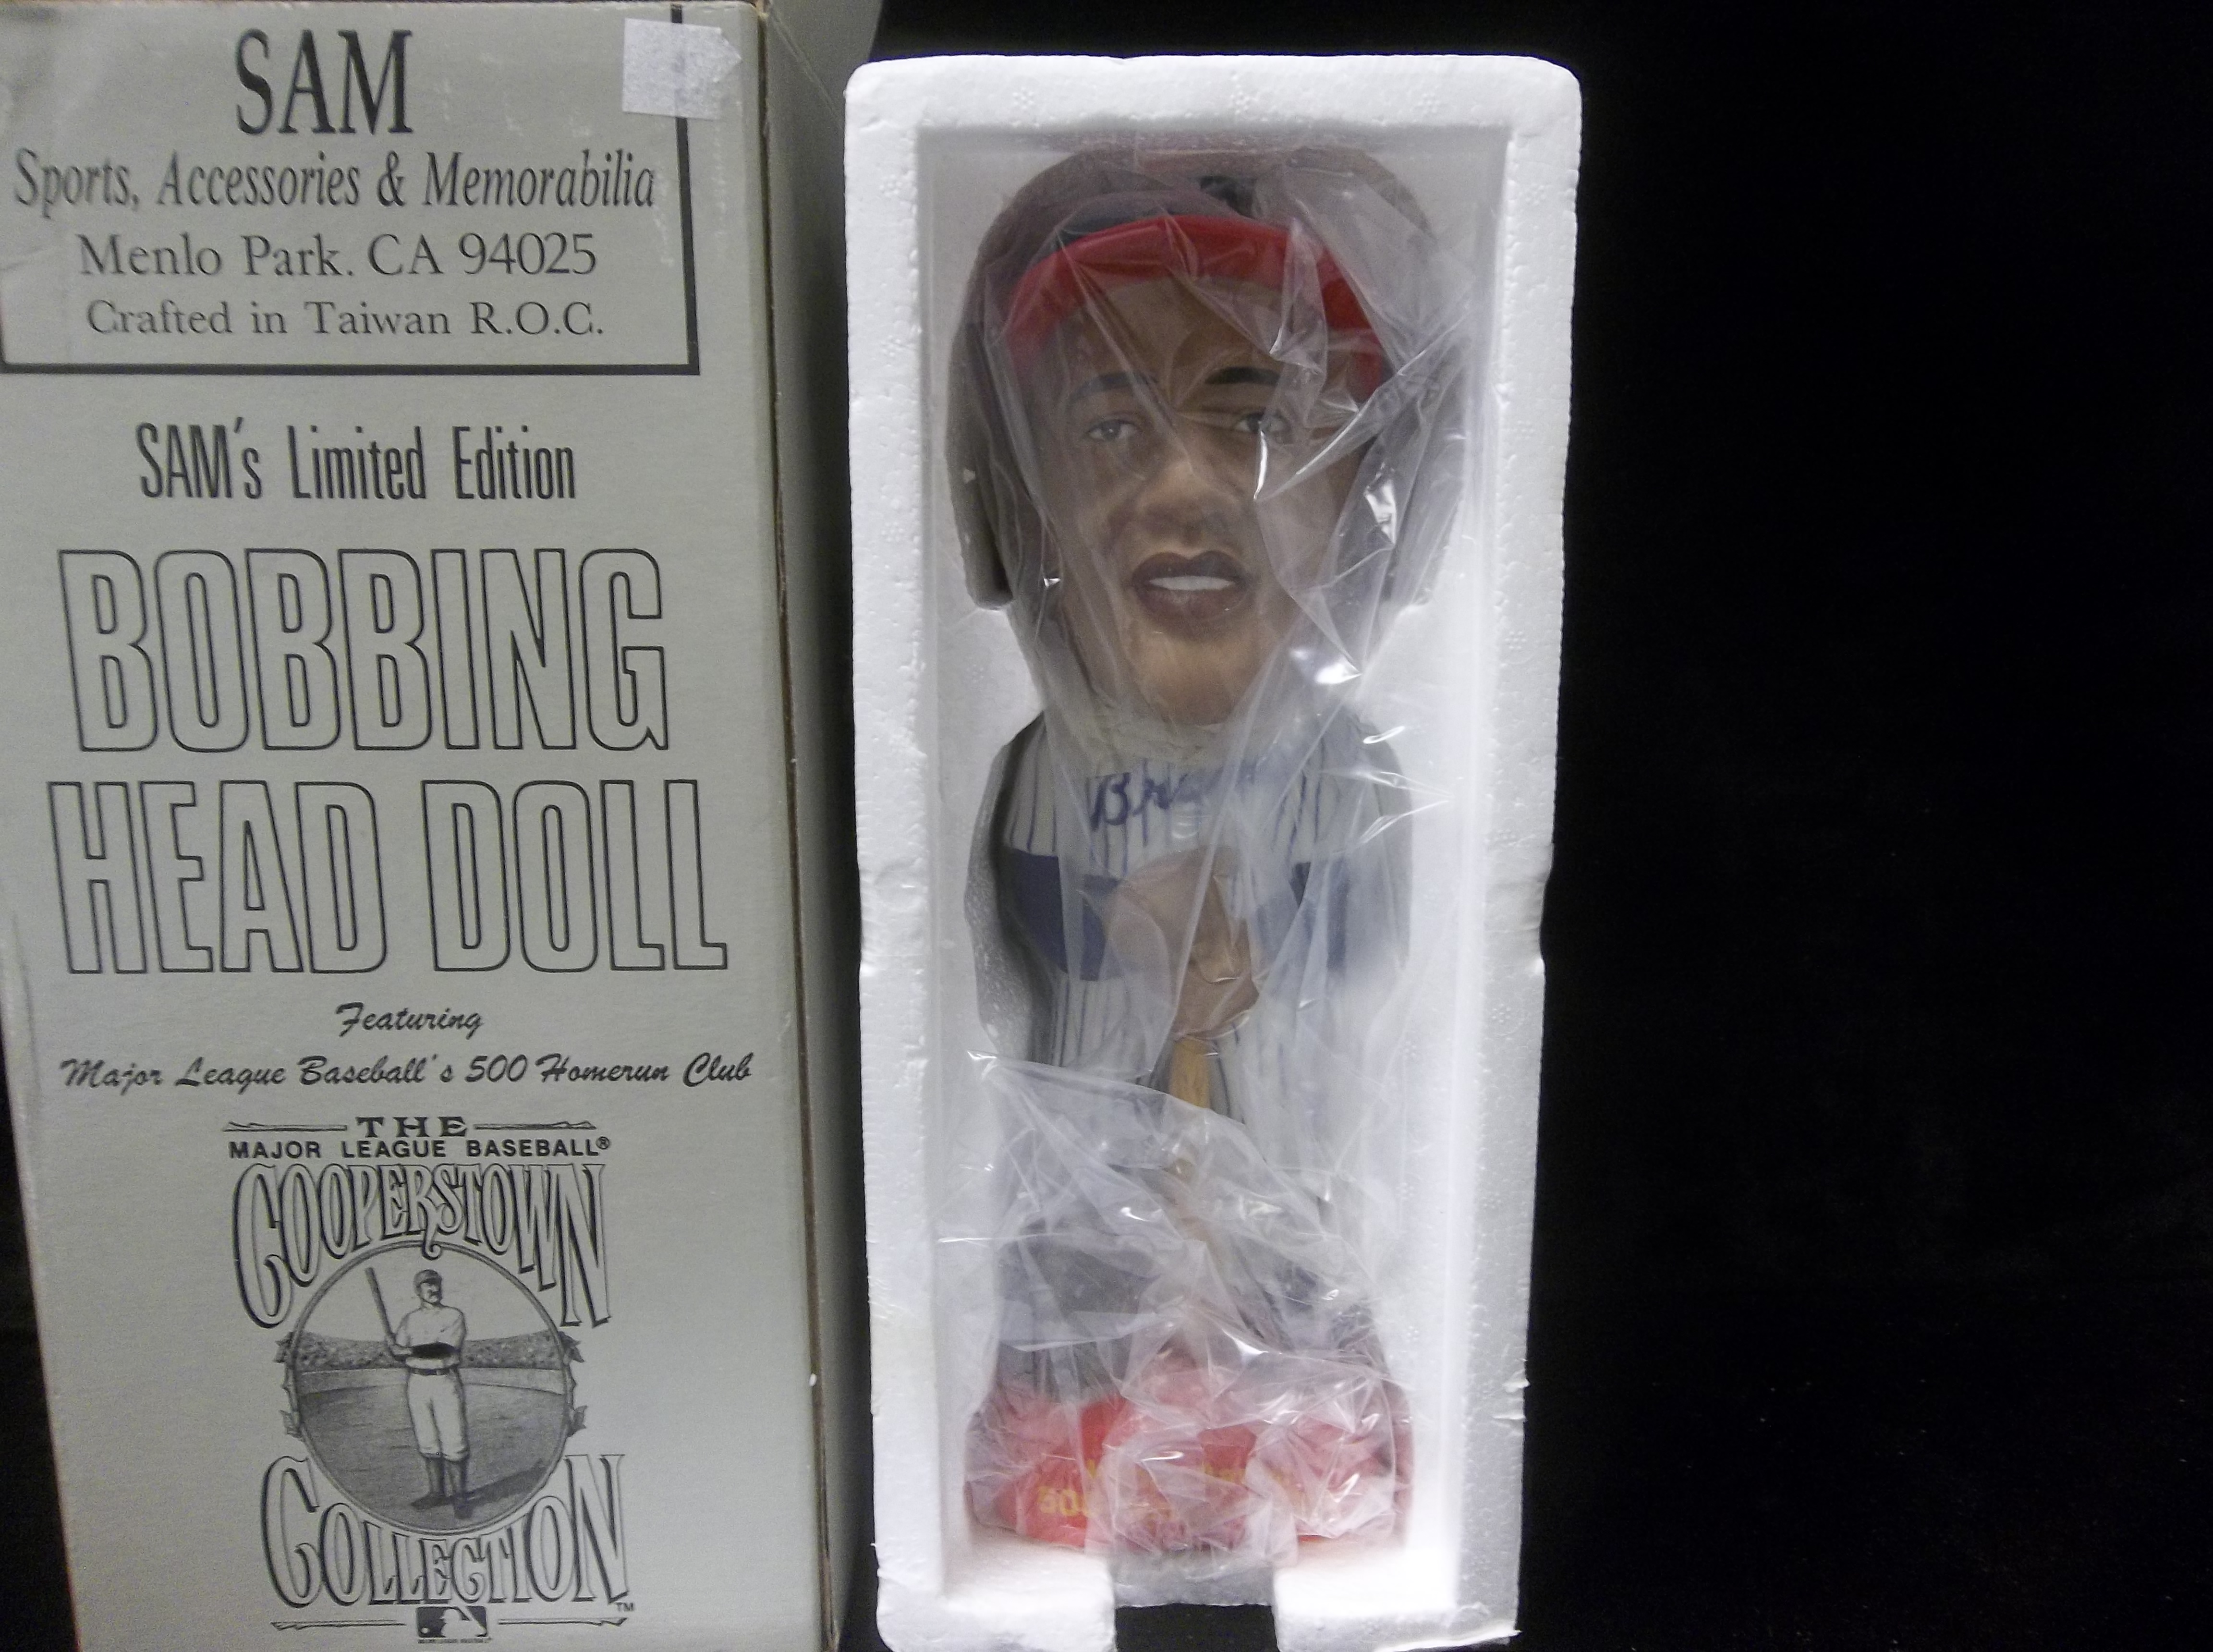 SAM
Sports, Accessories & Memorabilia
Menlo Park. CA 94025
Crafted in Taiwan R.O.C.
SAM's Limited Edition
BOBBING
HEAD DOLL
Featuring
Major League Baseball's 500 Homerun Club
THE
MAJOR LEAGUE BASEBALL®
COOPERSTOWN
COLLECTION™